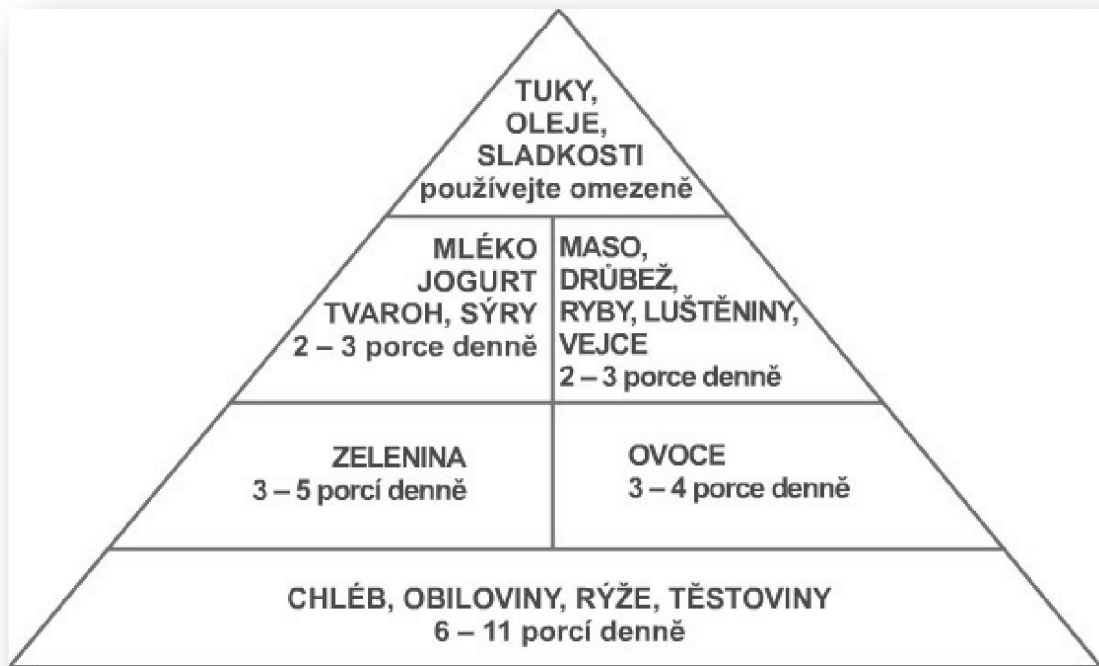 TUKY,
OLEJE,
SLADKOSTI
používejte omezeně
MLÉKO
JOGURT
TVAROH, SÝRY
2 – 3 porce denně
MASO,
DRŮBEŽ,
RYBY, LUŠTĚNINY,
VEJCE
2 – 3 porce denně
ZELENINA
3 – 5 porcí denně
OVOCE
3 – 4 porce denně
CHLÉB, OBILOVINY, RÝŽE, TĚSTOVINY
6 – 11 porcí denně